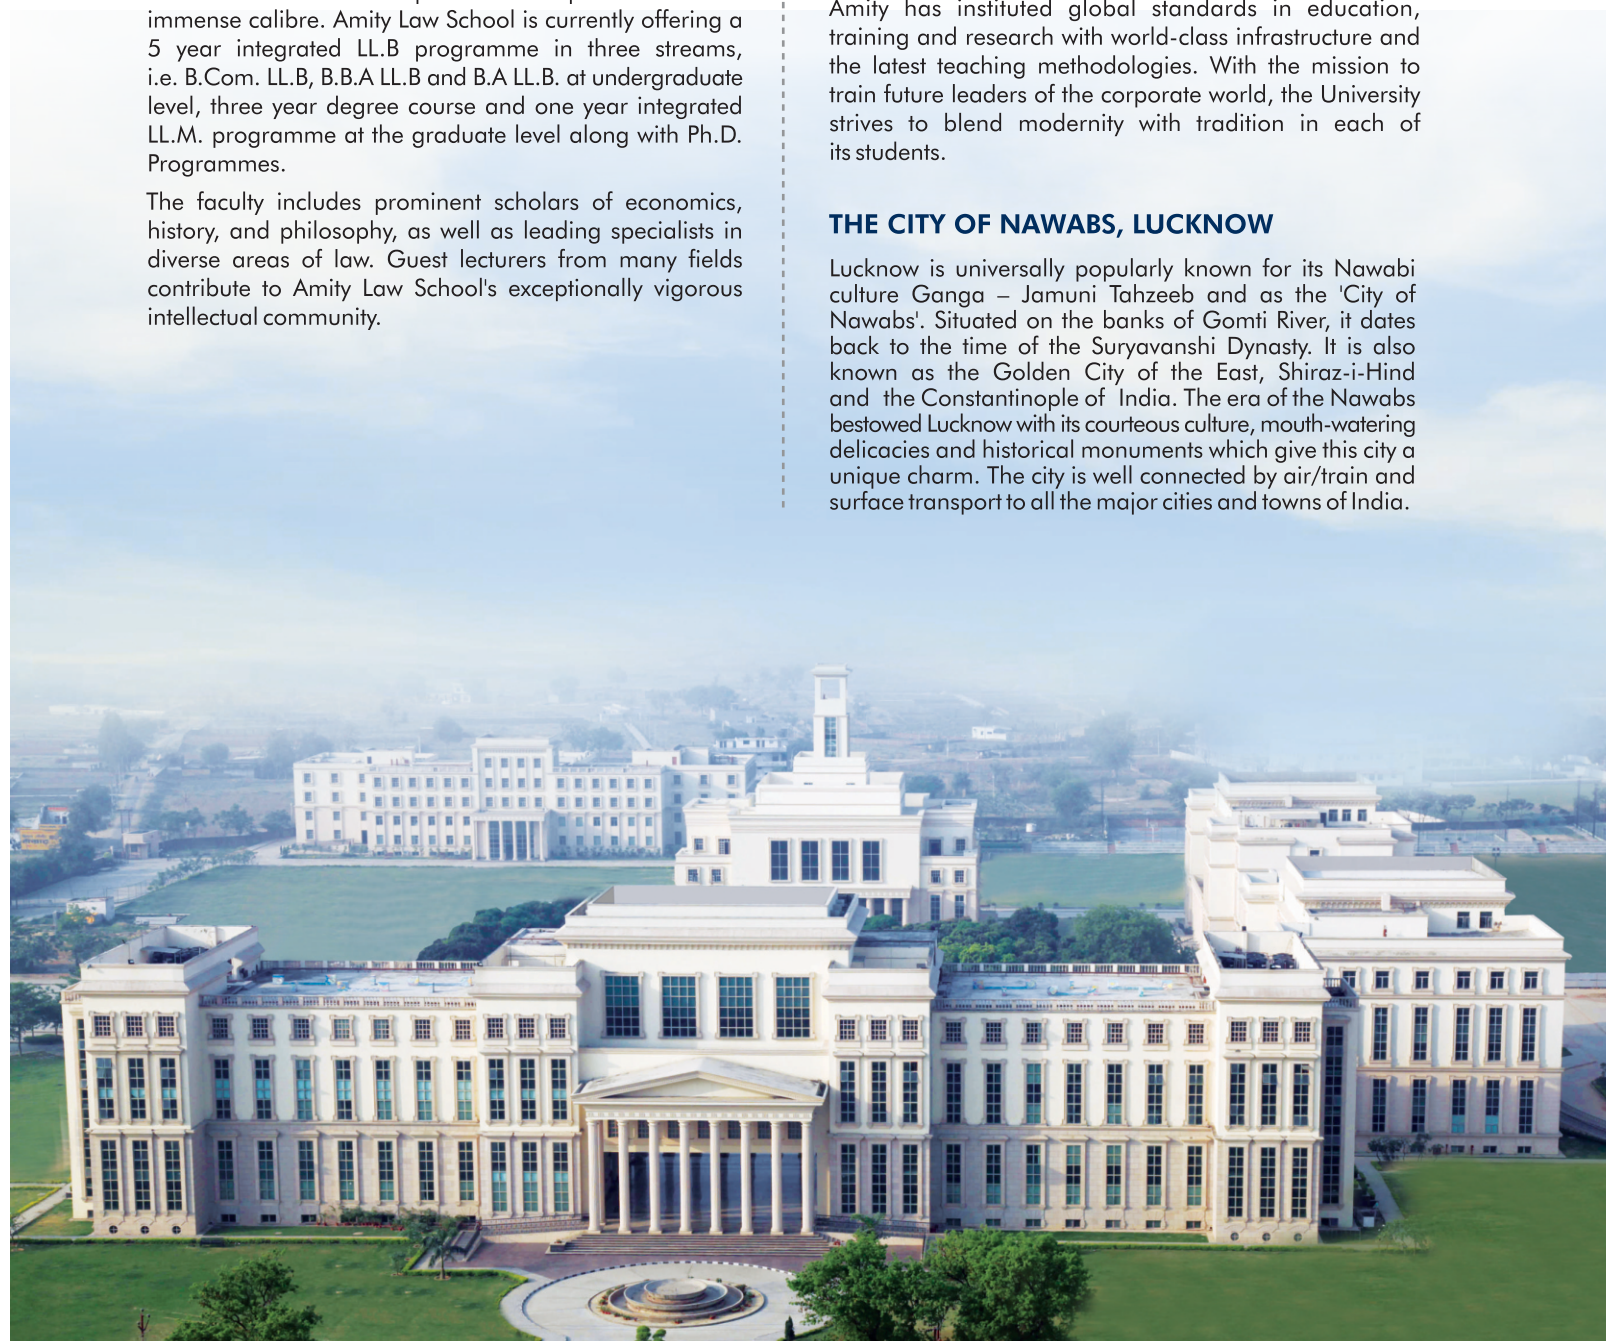 immense calibre. Amity Law School is currently offering a
5 year integrated LL.B programme in three streams,
i.e. B.Com. LL.B, B.B.A LL.B and B.A LL.B. at undergraduate
level, three year degree course and one year integrated
LL.M. programme at the graduate level along with Ph.D.
Programmes.
The faculty includes prominent scholars of economics,
history, and philosophy, as well as leading specialists in
diverse areas of law. Guest lecturers from many fields
contribute to Amity Law School's exceptionally vigorous
intellectual community.
Amity has instituted global standards in education,
training and research with world-class infrastructure and
the latest teaching methodologies. With the mission to
train future leaders of the corporate world, the University
strives to blend modernity with tradition in each of
its students.
THE CITY OF NAWABS, LUCKNOW
Lucknow is universally popularly known for its Nawabi
culture Ganga – Jamuni Tahzeeb and as the 'City of
Nawabs'. Situated on the banks of Gomti River, it dates
back to the time of the Suryavanshi Dynasty. It is also
known as the Golden City of the East, Shiraz-i-Hind
and the Constantinople of India. The era of the Nawabs
bestowed Lucknow with its courteous culture, mouth-watering
delicacies and historical monuments which give this city a
unique charm. The city is well connected by air/train and
surface transport to all the major cities and towns of India.